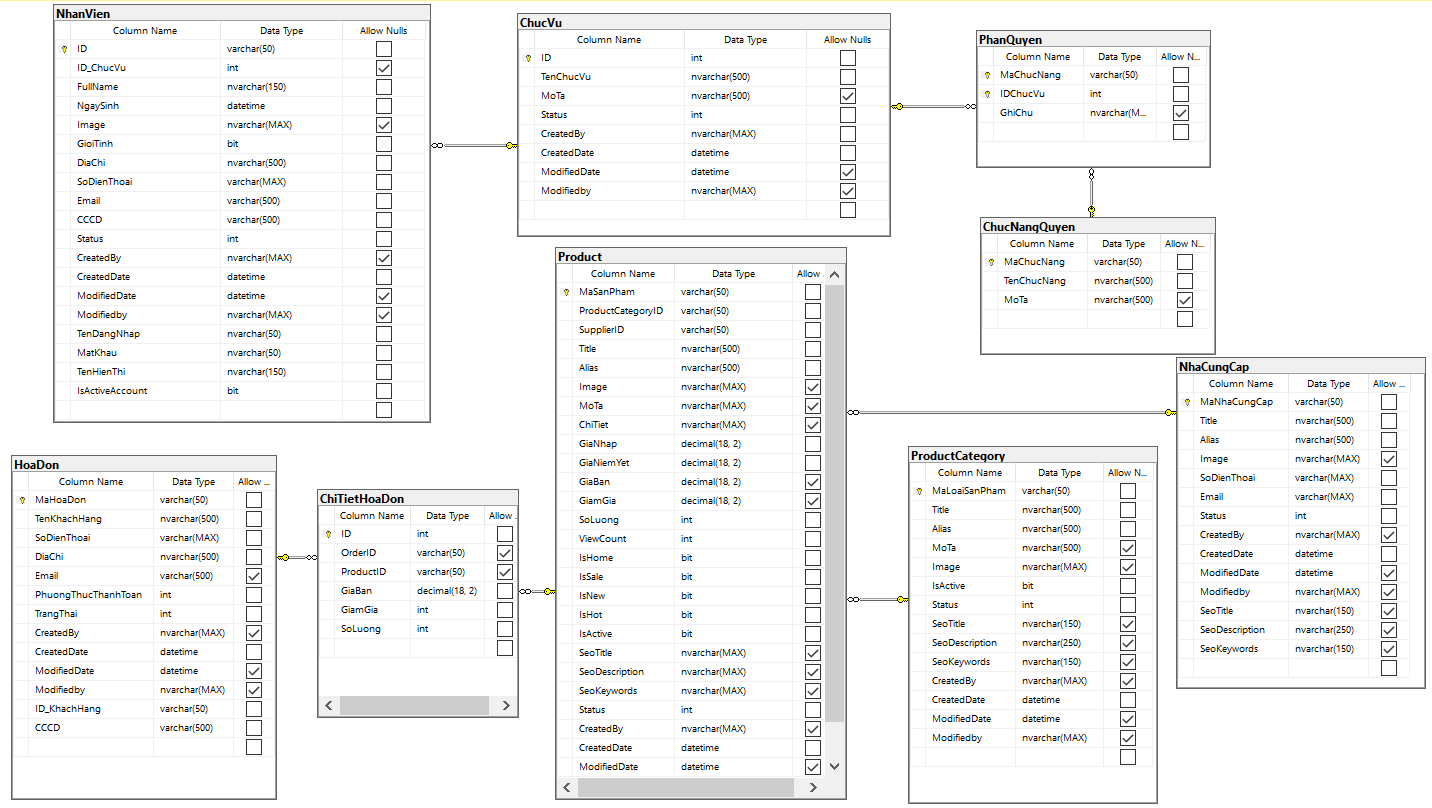 NhanVien
Column Name Data Type Allow Nulls
ID varchar(50)
ID_ChucVu int
FullName nvarchar(150)
NgaySinh datetime
Image nvarchar(MAX)
GioiTinh bit
DiaChi nvarchar(500)
SoDienThoai varchar(MAX)
Email varchar(500)
CCCD varchar(500)
Status int
CreatedBy nvarchar(MAX)
CreatedDate datetime
ModifiedDate datetime
Modifiedby nvarchar(MAX)
TenDangNhap varchar(50)
MatKhau varchar(50)
TenHienThi nvarchar(150)
IsActiveAccount bit
ChucVu
Column Name Data Type Allow Nulls
ID int
TenChucVu nvarchar(500)
MoTa nvarchar(500)
Status int
CreatedBy nvarchar(MAX)
CreatedDate datetime
ModifiedDate datetime
Modifiedby nvarchar(MAX)
PhanQuyen
Column Name Data Type Allow N...
MaChucNang varchar(50)
IDChucVu int
GhiChu nvarchar(M...
ChucNangQuyen
Column Name Data Type Allow N...
MaChucNang varchar(50)
TenChucNang nvarchar(500)
MoTa nvarchar(500)
Product
Column Name Data Type Allow .
MaSanPham varchar(50)
ProductCategoryID varchar(50)
SupplierID varchar(50)
Title nvarchar(500)
Alias nvarchar(500)
Image nvarchar(MAX)
MoTa nvarchar(MAX)
ChiTiet nvarchar(MAX)
GiaNhap decimal(18, 2)
GiaNiemYet decimal(18, 2)
GiaBan decimal(18, 2)
GiamGia decimal(18, 2)
SoLuong int
ViewCount int
IsHome bit
IsSale bit
IsNew bit
IsHot bit
IsActive bit
SeoTitle nvarchar(MAX)
SeoDescription nvarchar(MAX)
SeoKeywords nvarchar(MAX)
Status int
CreatedBy nvarchar(MAX)
CreatedDate datetime
ModifiedDate datetime
NhaCungCap
Column Name Data Type Allow ...
MaNhaCungCap varchar(50)
Title nvarchar(500)
Alias nvarchar(500)
Image nvarchar(MAX)
SoDienThoai varchar(MAX)
Email varchar(MAX)
Status int
CreatedBy nvarchar(MAX)
CreatedDate datetime
ModifiedDate datetime
Modifiedby nvarchar(MAX)
SeoTitle nvarchar(150)
SeoDescription nvarchar(250)
SeoKeywords nvarchar(150)
ProductCategory
Column Name Data Type Allow N...
MaLoaiSanPham varchar(50)
Title nvarchar(500)
Alias nvarchar(500)
MoTa nvarchar(500)
Image nvarchar(MAX)
IsActive bit
Status int
SeoTitle nvarchar(150)
SeoDescription nvarchar(250)
SeoKeywords nvarchar(150)
CreatedBy nvarchar(MAX)
CreatedDate datetime
ModifiedDate datetime
Modifiedby nvarchar(MAX)
HoaDon
Column Name Data Type Allow ...
MaHoaDon varchar(50)
TenKhachHang nvarchar(500)
SoDienThoai varchar(MAX)
DiaChi nvarchar(500)
Email varchar(500)
PhuongThucThanhToan int
TrangThai int
CreatedBy nvarchar(MAX)
CreatedDate datetime
ModifiedDate datetime
Modifiedby nvarchar(MAX)
ID_KhachHang varchar(50)
CCCD varchar(500)
ChiTietHoaDon
Column Name Data Type Allow .
ID int
OrderID varchar(50)
ProductID varchar(50)
GiaBan decimal(18, 2)
GiamGia int
SoLuong int